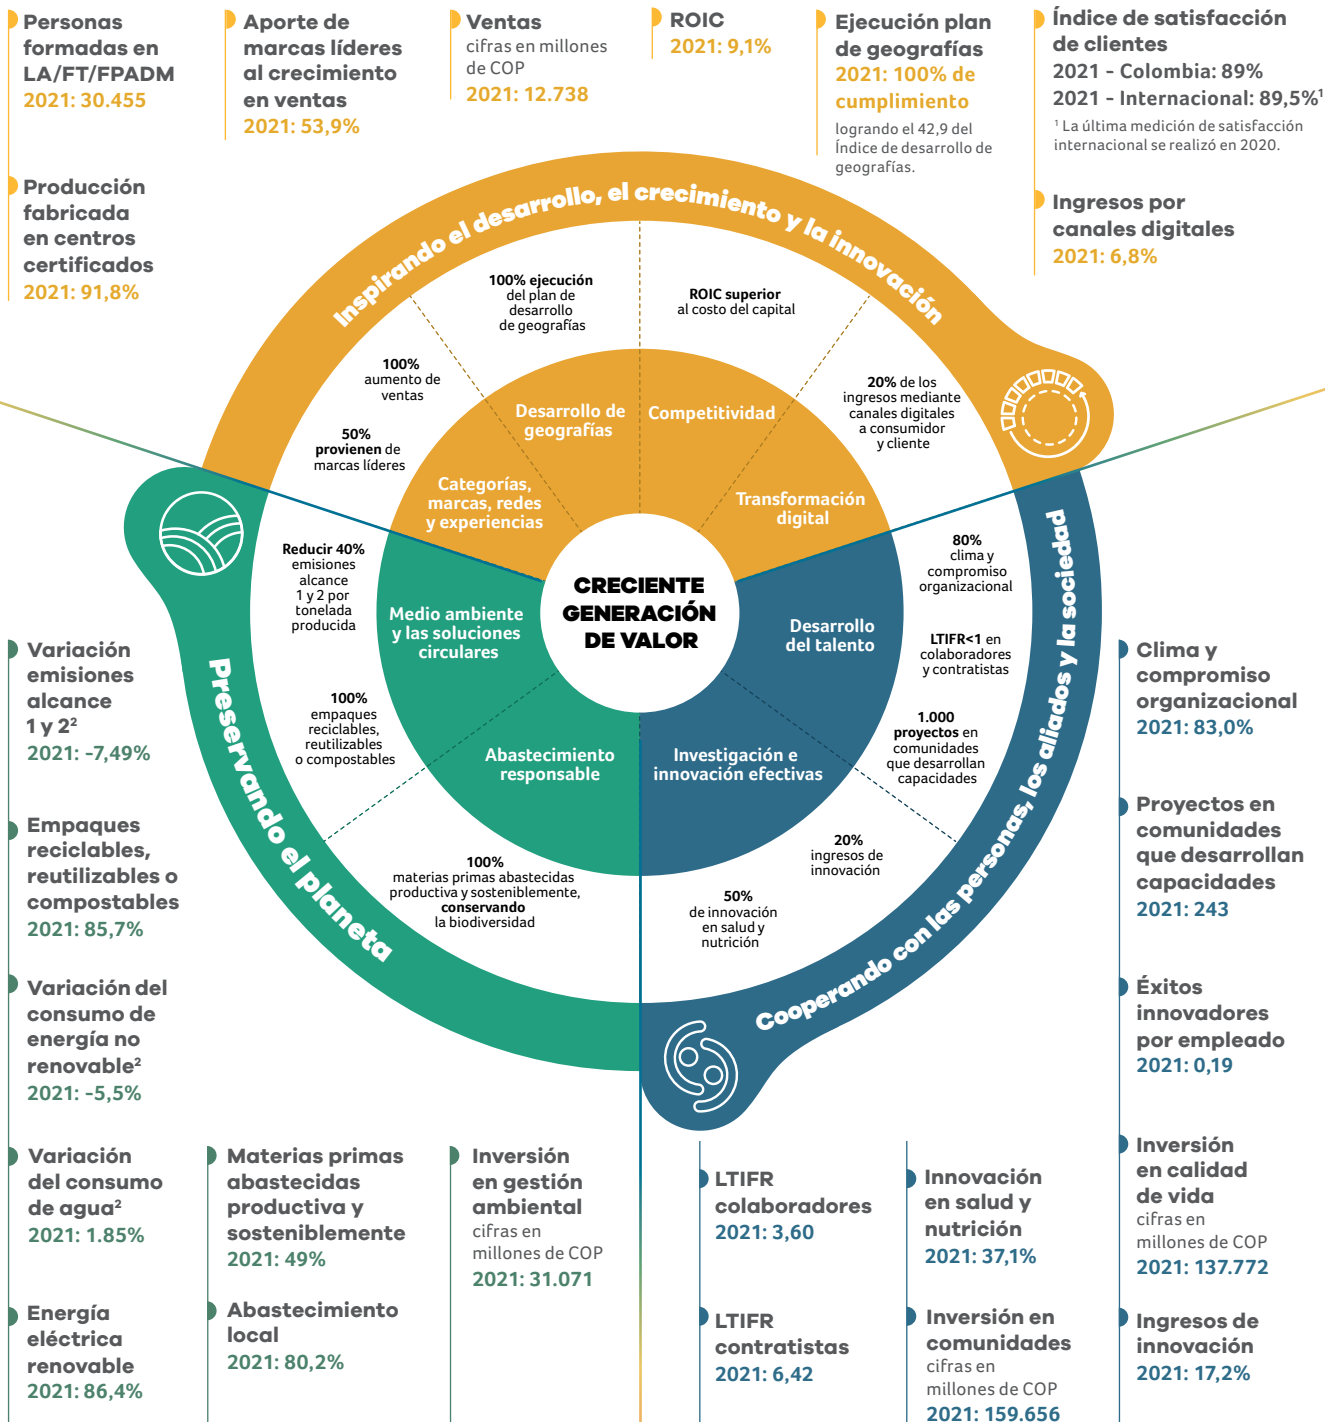 Personas
formadas en
LA/FT/FPADM
2021: 30.455
Aporte de
marcas líderes
al crecimiento
en ventas
2021: 53,9%
Ventas
cifras en millones
de COP
2021: 12.738
ROIC
2021: 9,1%
Ejecución plan
de geografías
2021: 100% de
cumplimiento
logrando el 42,9 del
Índice de desarrollo de
geografías.
Índice de satisfacción
de clientes
2021 - Colombia: 89%
2021 - Internacional: 89,5%¹
¹ La última medición de satisfacción
internacional se realizó en 2020.
Producción
fabricada
en centros
certificados
2021: 91,8%
Ingresos por
canales digitales
2021: 6,8%
Inspirando el desarrollo, el crecimiento y la innovación
100% ejecución
del plan de
desarrollo
de geografías
ROIC superior
al costo del capital
100%
aumento de
ventas
50%
provienen de
marcas líderes
20% de los
ingresos mediante
canales digitales
a consumidor
y cliente
Desarrollo de
geografías
Competitividad
Categorías,
marcas, redes
y experiencias
Transformación
digital
CRECIENTE
GENERACIÓN
DE VALOR
Reducir 40%
emisiones
alcance
1 y 2 por
tonelada
producida
Medio ambiente
y las soluciones
circulares
100%
empaques
reciclables,
reutilizables
o compostables
Abastecimiento
responsable
100%
materias primas abastecidas
productiva y sosteniblemente,
conservando
la biodiversidad
Preservando el planeta
80%
clima y
compromiso
organizacional
Desarrollo
del talento
LTIFR<1 en
colaboradores
y contratistas
1.000
proyectos en
comunidades
que desarrollan
capacidades
Investigación e
innovación efectivas
20%
ingresos de
innovación
50%
de innovación
en salud y
nutrición
Cooperando con las personas, los aliados y la sociedad
Variación
emisiones
alcance
1 y 2²
2021: -7,49%
Empaques
reciclables,
reutilizables o
compostables
2021: 85,7%
Variación del
consumo de
energía no
renovable²
2021: -5,5%
Variación
del consumo
de agua²
2021: 1.85%
Energía
eléctrica
renovable
2021: 86,4%
Materias primas
abastecidas
productiva y
sosteniblemente
2021: 49%
Abastecimiento
local
2021: 80,2%
Inversión
en gestión
ambiental
cifras en
millones de COP
2021: 31.071
LTIFR
colaboradores
2021: 3,60
LTIFR
contratistas
2021: 6,42
Innovación
en salud y
nutrición
2021: 37,1%
Inversión en
comunidades
cifras en
millones de COP
2021: 159.656
Clima y
compromiso
organizacional
2021: 83,0%
Proyectos en
comunidades
que desarrollan
capacidades
2021: 243
Éxitos
innovadores
por empleado
2021: 0,19
Inversión
en calidad
de vida
cifras en
millones de COP
2021: 137.772
Ingresos de
innovación
2021: 17,2%